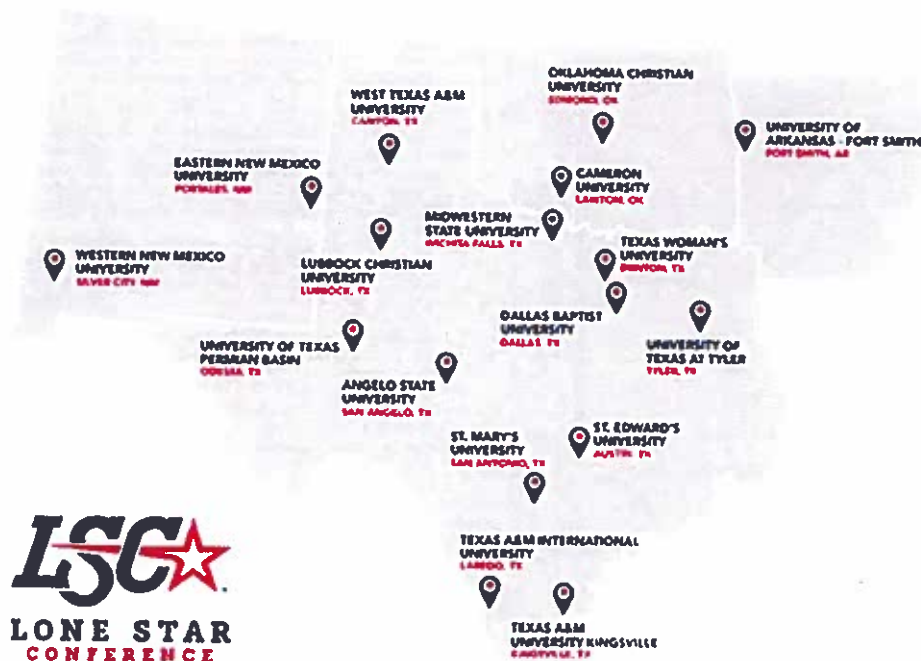 OKLAHOMA CHRISTIAN
UNIVERSITY
EDMOND, OK
WEST TEXAS A&M
UNIVERSITY
CANYON, TX
UNIVERSITY OF
ARKANSAS - FORT SMITH
FORT SMITH, AR
EASTERN NEW MEXICO
UNIVERSITY
PORTALES, NM
CAMERON
UNIVERSITY
LAWTON, OK
MIDWESTERN
STATE UNIVERSITY
WICHITA FALLS, TX
WESTERN NEW MEXICO
UNIVERSITY
SILVER CITY, NM
LUBBOCK CHRISTIAN
UNIVERSITY
LUBBOCK, TX
TEXAS WOMAN'S
UNIVERSITY
DENTON, TX
DALLAS BAPTIST
UNIVERSITY
DALLAS, TX
UNIVERSITY OF
TEXAS AT TYLER
TYLER, TX
UNIVERSITY OF TEXAS
PERMIAN BASIN
ODESSA, TX
ANGELO STATE
UNIVERSITY
SAN ANGELO, TX
ST. MARY'S
UNIVERSITY
SAN ANTONIO, TX
ST. EDWARD'S
UNIVERSITY
AUSTIN, TX
TEXAS A&M INTERNATIONAL
UNIVERSITY
LAREDO, TX
TEXAS A&M
UNIVERSITY KINGSVILLE
KINGSVILLE, TX
LSC
LONE STAR
CONFERENCE